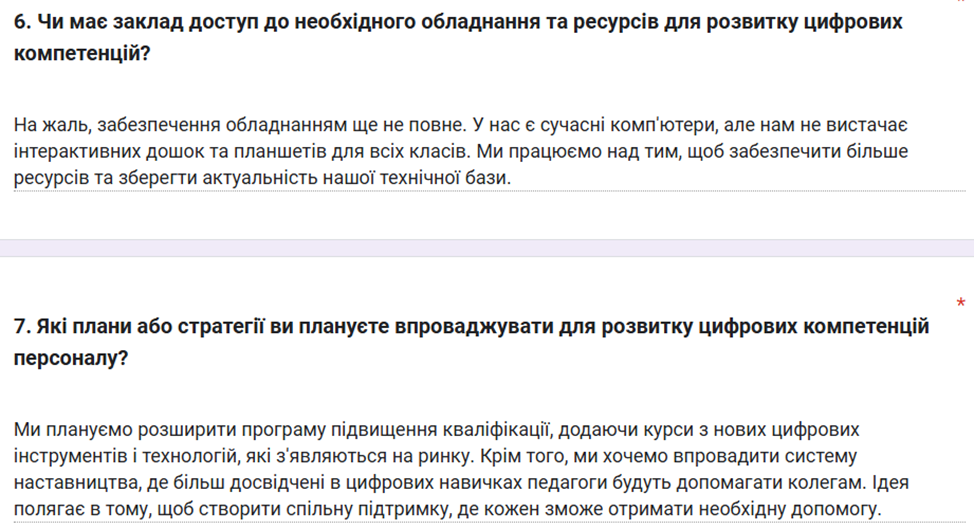 6. Чи має заклад доступ до необхідного обладнання та ресурсів для розвитку цифрових
компетенцій?
На жаль, забезпечення обладнанням ще не повне. У нас є сучасні комп'ютери, але нам не вистачає
інтерактивних дошок та планшетів для всіх класів. Ми працюємо над тим, щоб забезпечити більше
ресурсів та зберегти актуальність нашої технічної бази.
*
7. Які плани або стратегії ви плануєте впроваджувати для розвитку цифрових компетенцій
персоналу?
Ми плануємо розширити програму підвищення кваліфікації, додаючи курси з нових цифрових
інструментів і технологій, які з'являються на ринку. Крім того, ми хочемо впровадити систему
наставництва, де більш досвідчені в цифрових навичках педагоги будуть допомагати колегам. Ідея
полягає в тому, щоб створити спільну підтримку, де кожен зможе отримати необхідну допомогу.